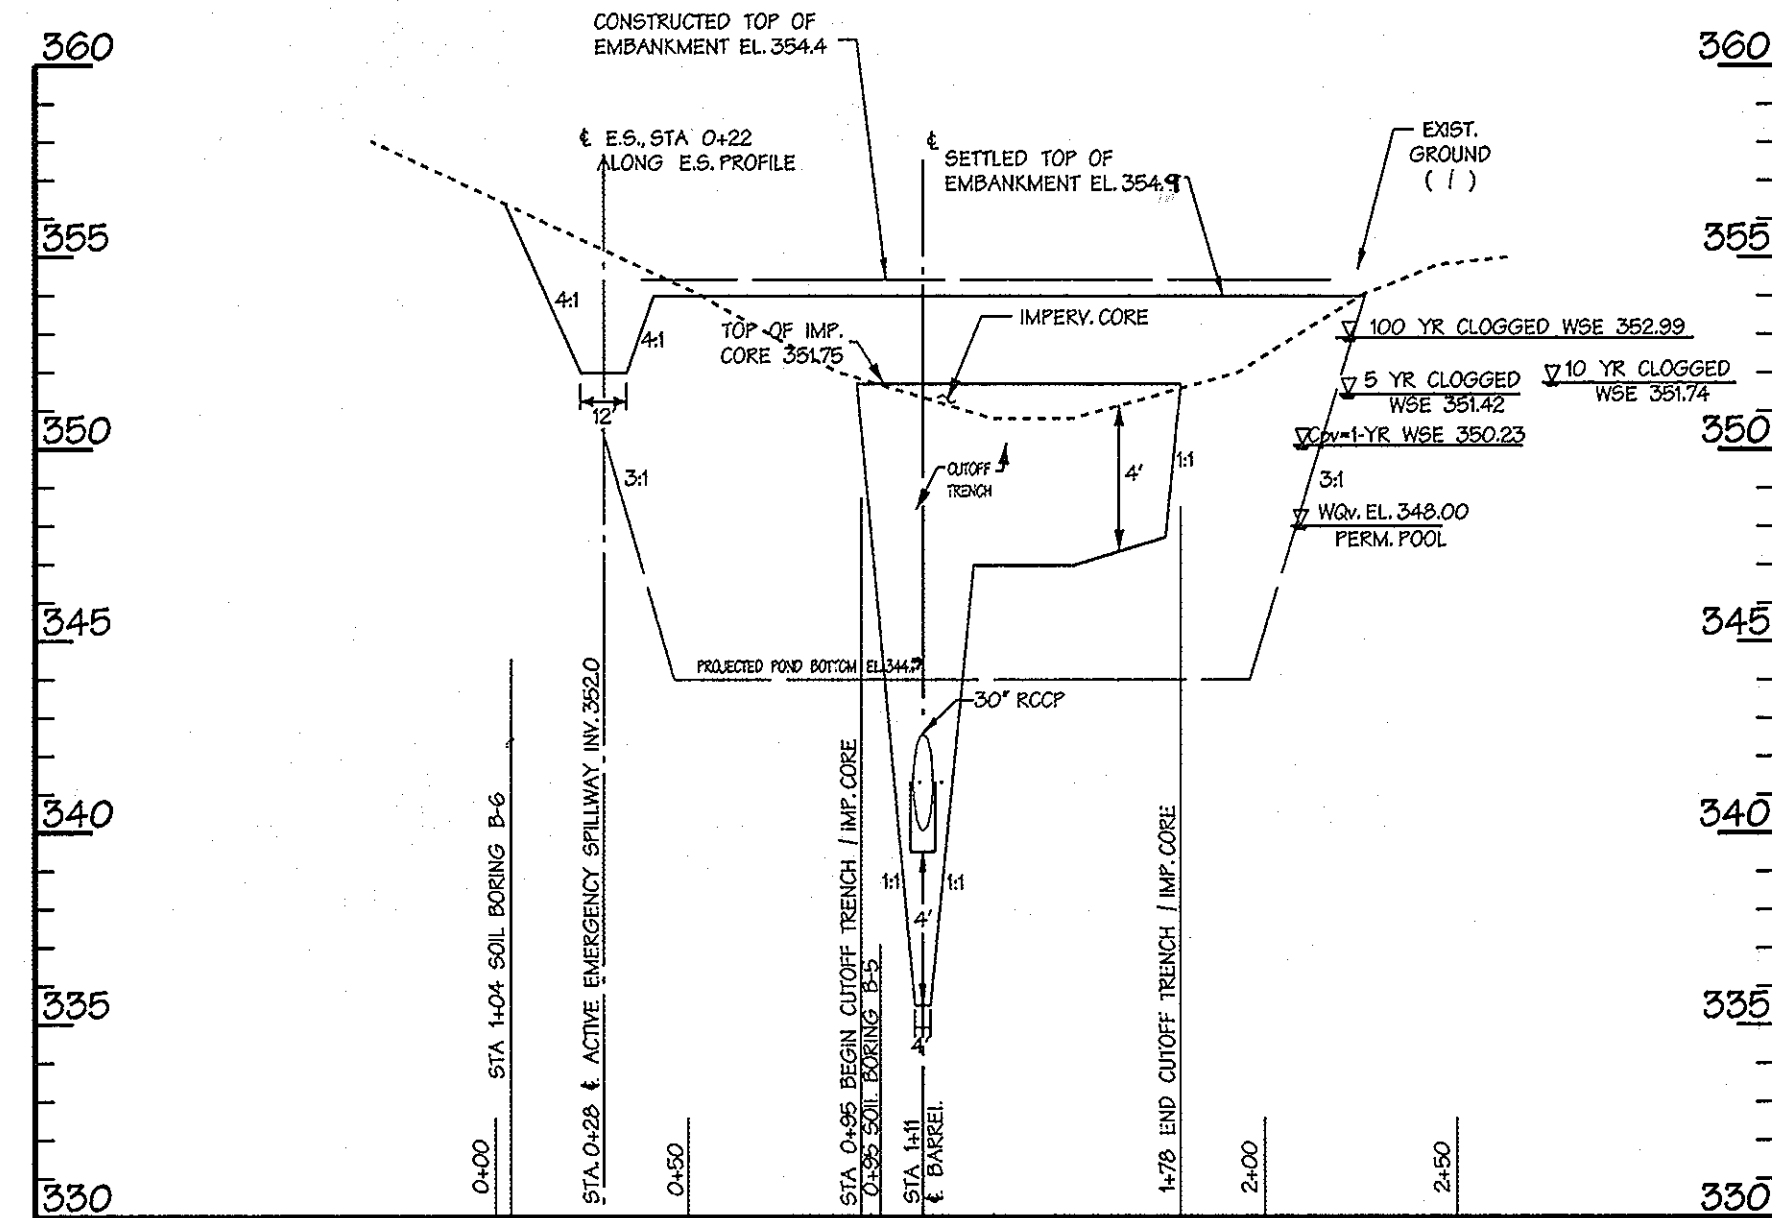 CONSTRUCTED TOP OF
EMBANKMENT EL. 354.4
360
360
℄ E.S., STA 0+22
ALONG E.S. PROFILE
℄
SETTLED TOP OF
EMBANKMENT EL.
EXIST.
GROUND
( / )
355
355
4:1
4:1
TOP OF IMP.
CORE 351.75
IMPERV. CORE
100 YR CLOGGED WSE 352.99
5 YR CLOGGED
WSE 351.42
10 YR CLOGGED
WSE 351.74
12'
350
350
Cpv=1-YR WSE 350.23
3:1
CUTOFF
TRENCH
4'
1:1
3:1
WQv. EL. 348.00
PERM. POOL
345
345
PROJECTED POND BOTTOM
30" RCCP
340
340
1:1
1:1
4'
335
335
4'
STA 1+04 SOIL BORING B-6
STA. 0+28 ℄ ACTIVE EMERGENCY SPILLWAY INV. 352.0
STA 0+95 BEGIN CUTOFF TRENCH / IMP. CORE
0+95 SOIL BORING B-5
STA 1+11
℄ BARREL
1+78 END CUTOFF TRENCH / IMP. CORE
0+00
0+50
2+00
2+50
330
330